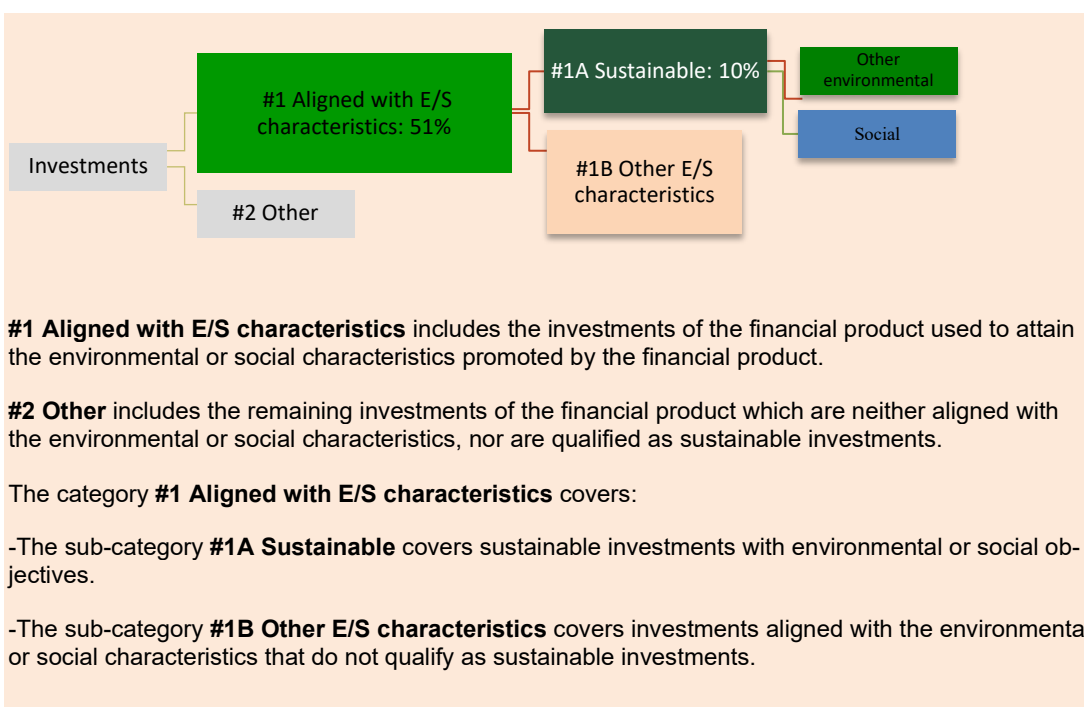 Investments
#1 Aligned with E/S
characteristics: 51%
#2 Other
#1A Sustainable: 10%
#1B Other E/S
characteristics
Other
environmental
Social
#1 Aligned with E/S characteristics includes the investments of the financial product used to attain
the environmental or social characteristics promoted by the financial product.
#2 Other includes the remaining investments of the financial product which are neither aligned with
the environmental or social characteristics, nor are qualified as sustainable investments.
The category #1 Aligned with E/S characteristics covers:
-The sub-category #1A Sustainable covers sustainable investments with environmental or social ob-
jectives.
-The sub-category #1B Other E/S characteristics covers investments aligned with the environmenta
or social characteristics that do not qualify as sustainable investments.